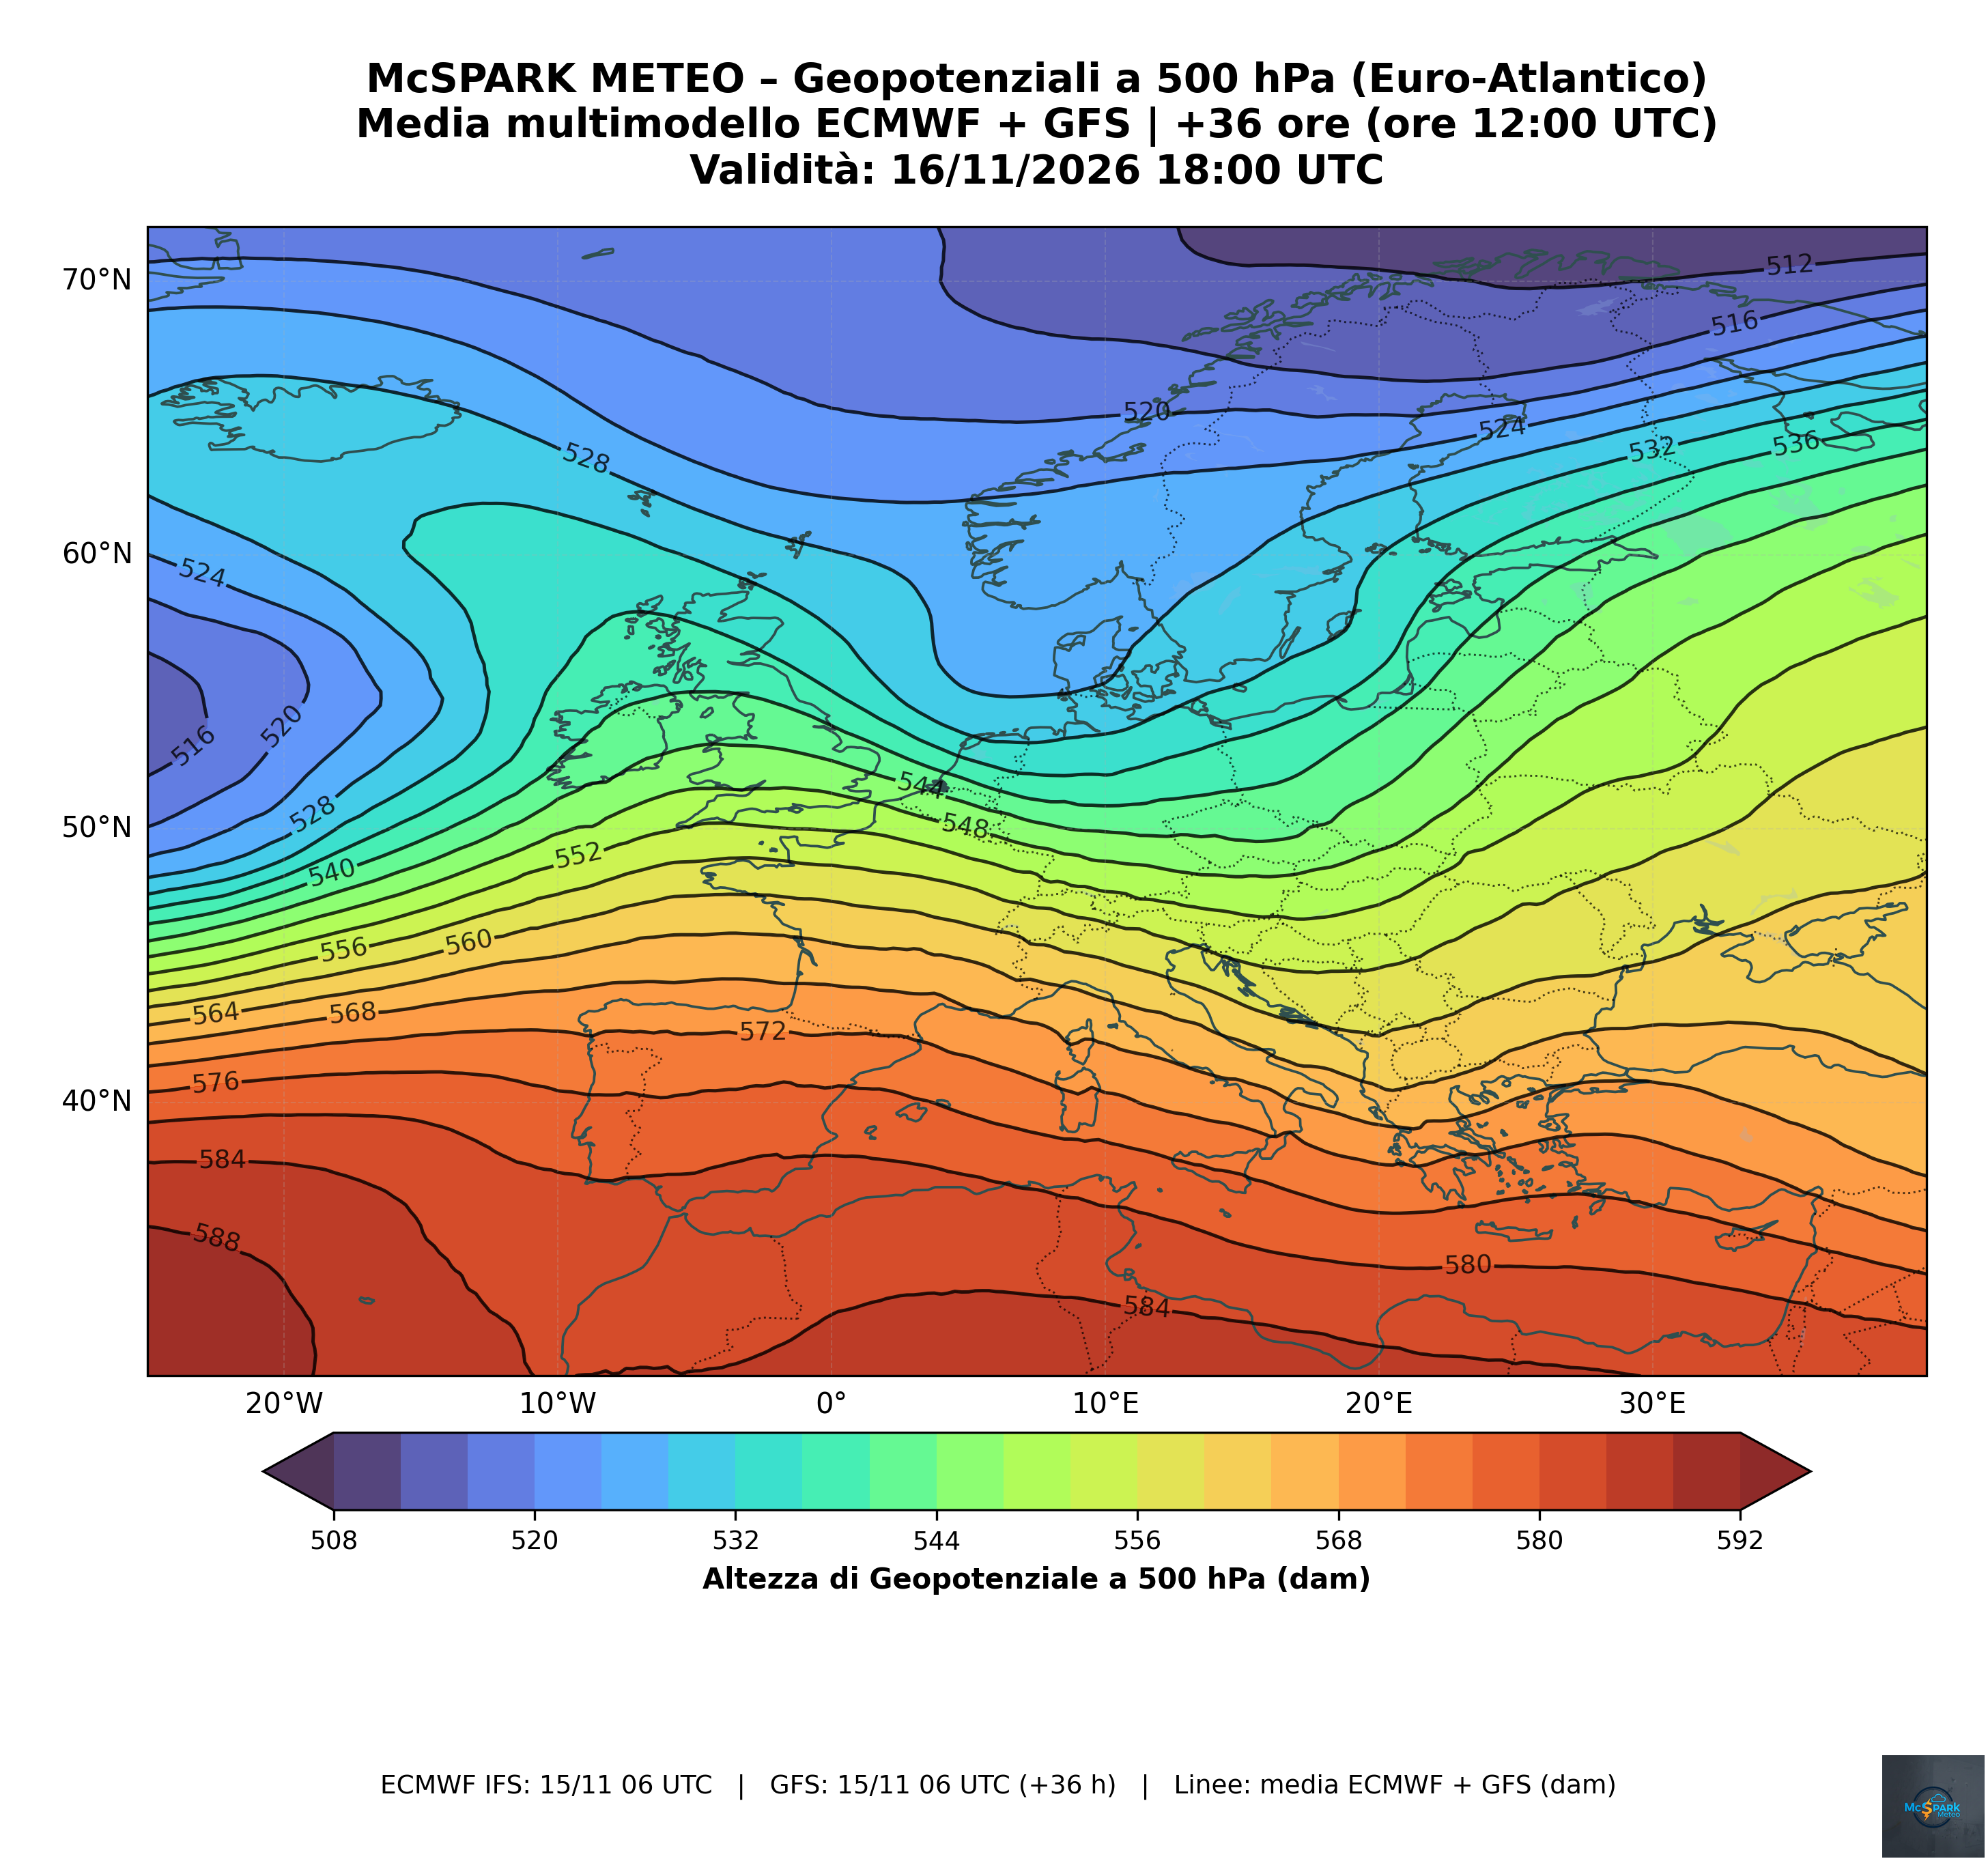 McSPARK METEO – Geopotenziali a 500 hPa (Euro-Atlantico)
Media multimodello ECMWF + GFS | +36 ore (ore 12:00 UTC)
Validità: 16/11/2026 18:00 UTC
70°N
60°N
50°N
40°N
512
516
520
524
532
536
528
524
516
520
528
540
544
548
552
556
560
564
568
572
576
584
588
580
584
20°W
10°W
0°
10°E
20°E
30°E
508
520
532
544
556
568
580
592
Altezza di Geopotenziale a 500 hPa (dam)
ECMWF IFS: 15/11 06 UTC | GFS: 15/11 06 UTC (+36 h) | Linee: media ECMWF + GFS (dam)
McSPARK
Meteo